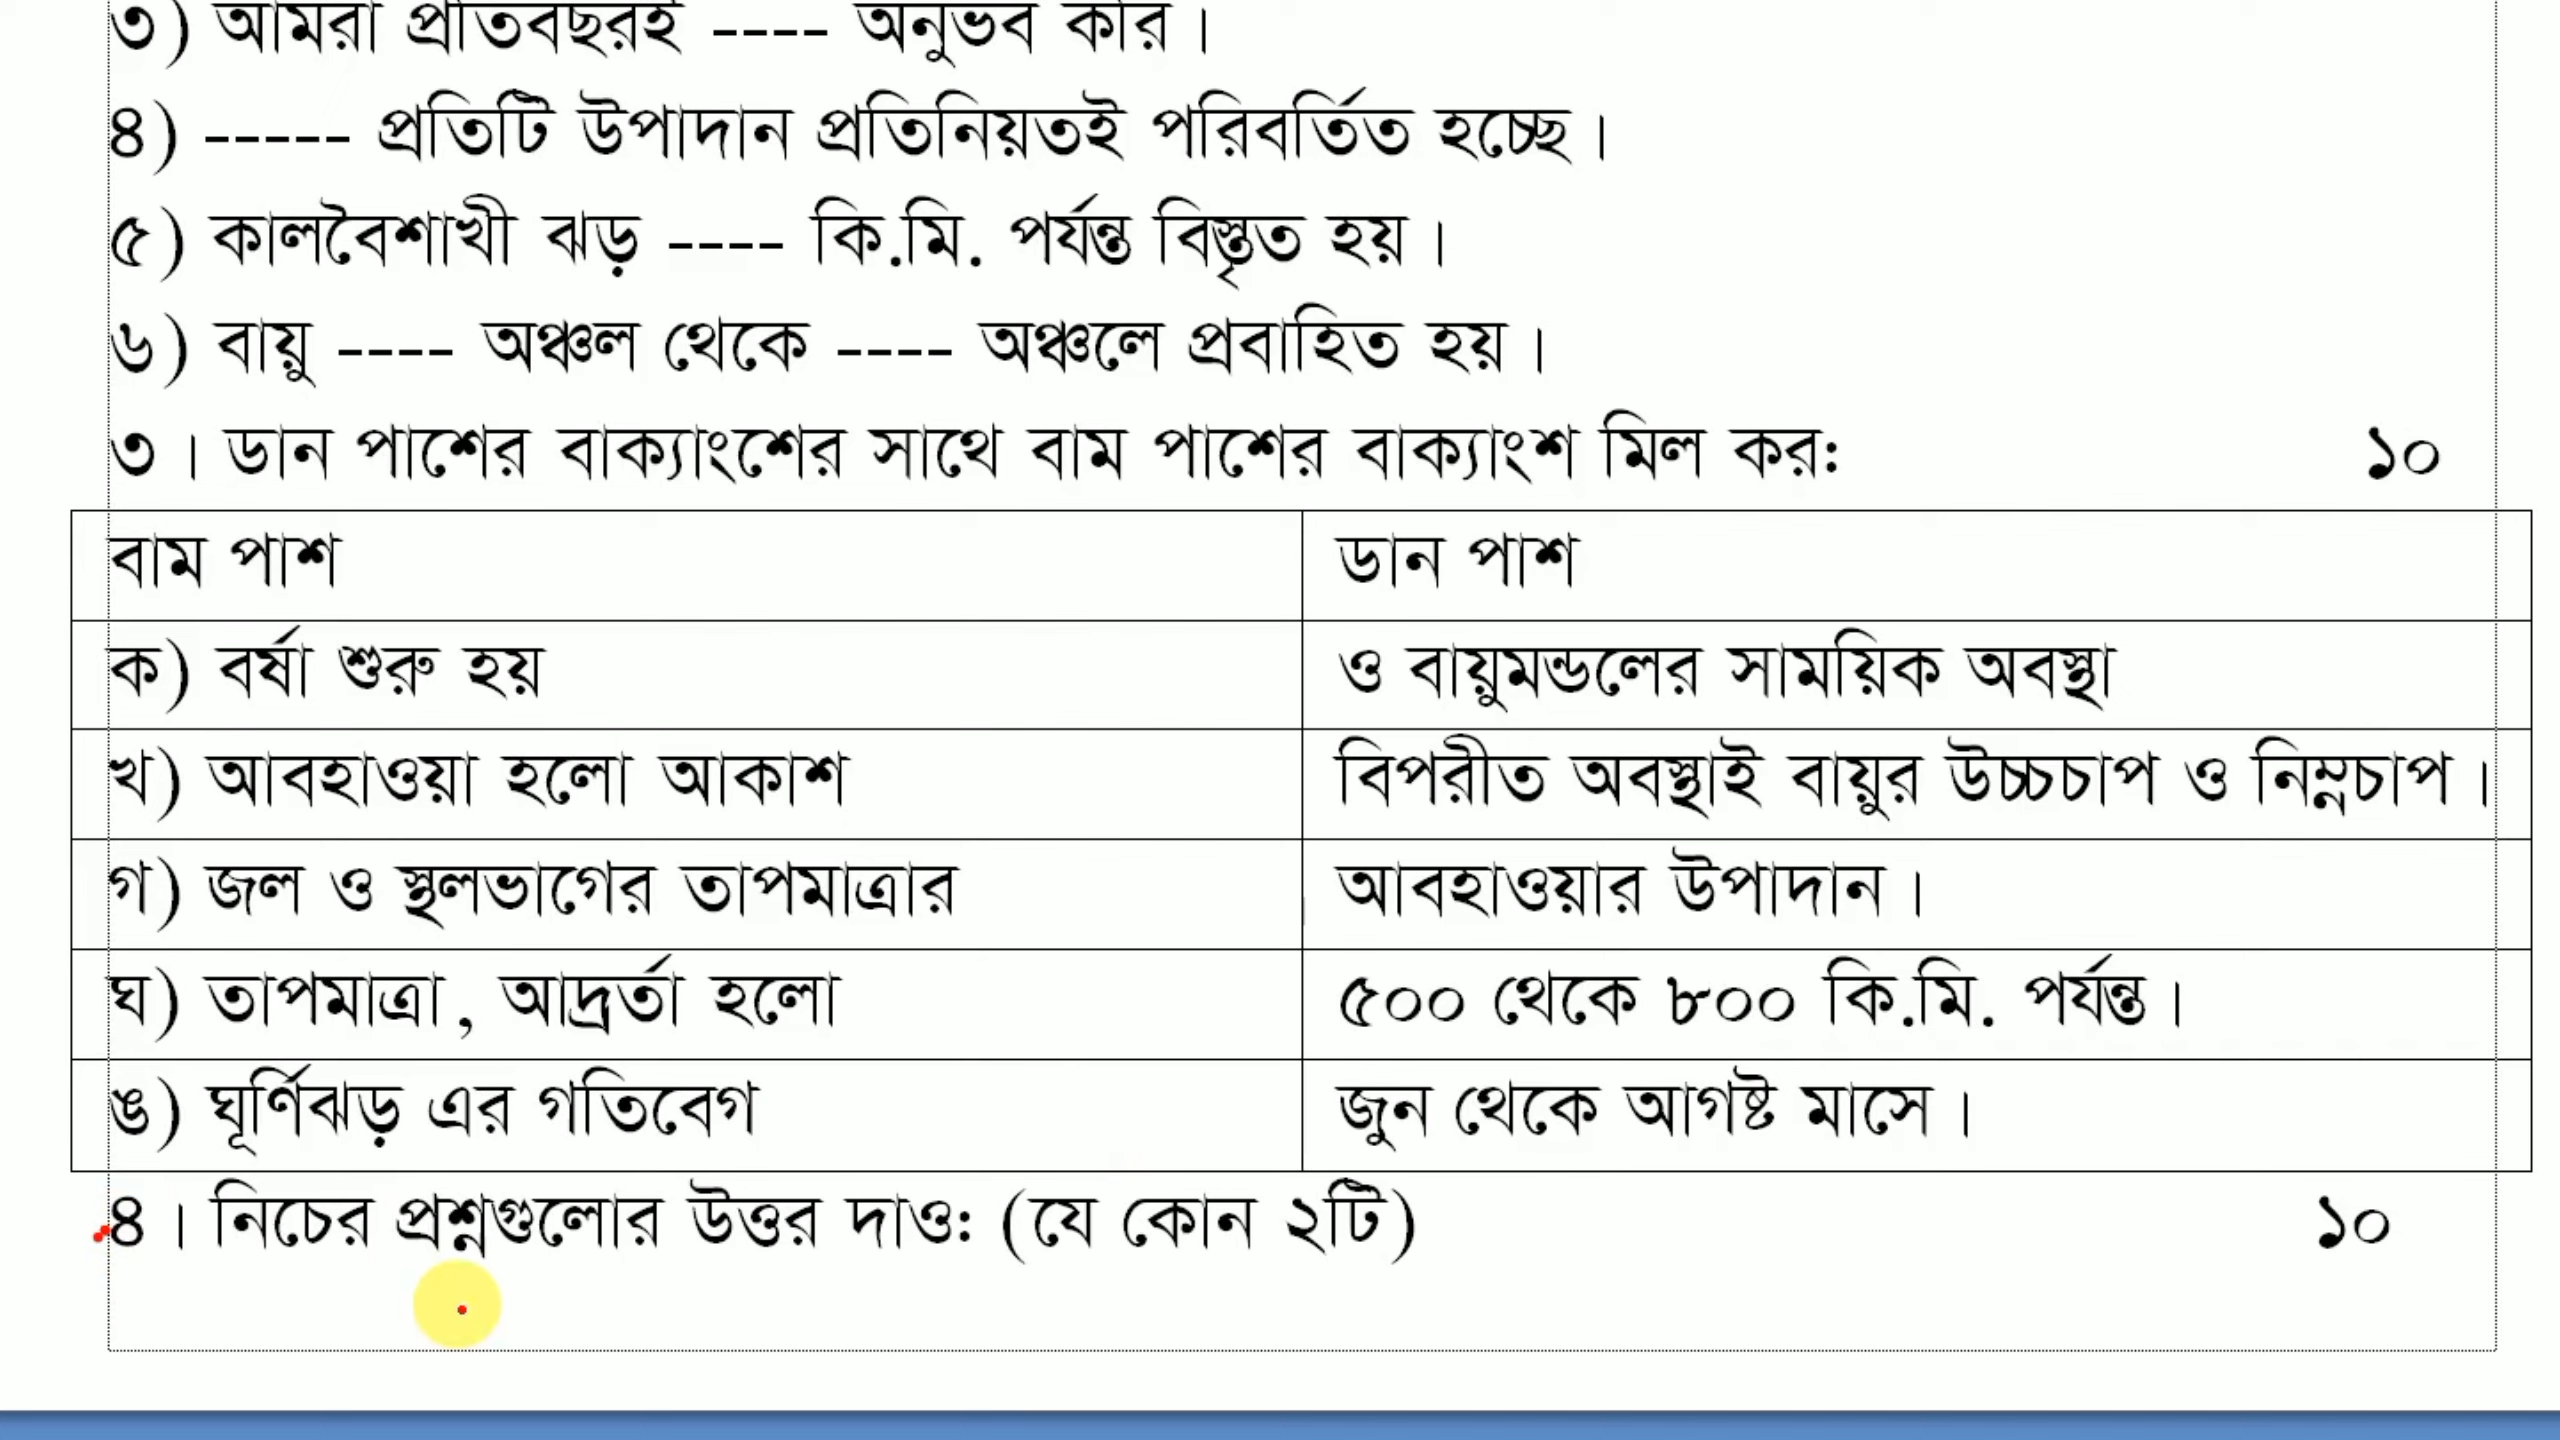 ৩) আমরা প্রতিবছরই ---- অনুভব করি।
৪) ----- প্রতিটি উপাদান প্রতিনিয়তই পরিবর্তিত হচ্ছে।
৫) কালবৈশাখী ঝড় ---- কি.মি. পর্যন্ত বিস্তৃত হয়।
৬) বায়ু ---- অঞ্চল থেকে ---- অঞ্চলে প্রবাহিত হয়।
৩। ডান পাশের বাক্যাংশের সাথে বাম পাশের বাক্যাংশ মিল কর: ১০
বাম পাশ ডান পাশ
ক) বর্ষা শুরু হয় ও বায়ুমন্ডলের সাময়িক অবস্থা
খ) আবহাওয়া হলো আকাশ বিপরীত অবস্থাই বায়ুর উচ্চচাপ ও নিম্নচাপ।
গ) জল ও স্থলভাগের তাপমাত্রার আবহাওয়ার উপাদান।
ঘ) তাপমাত্রা, আদ্রর্তা হলো ৫০০ থেকে ৮০০ কি.মি. পর্যন্ত।
ঙ) ঘূর্ণিঝড় এর গতিবেগ জুন থেকে আগষ্ট মাসে।
৪। নিচের প্রশ্নগুলোর উত্তর দাও: (যে কোন ২টি) ১০